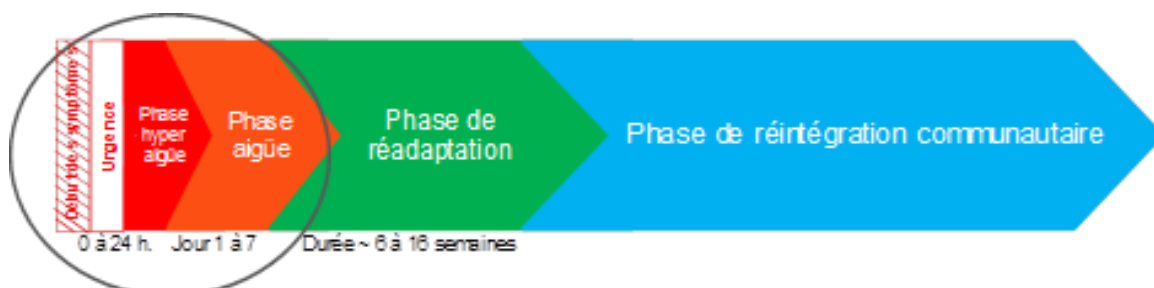 Début des symptômes
Urgence
Phase
hyper
aigüe
Phase
aigüe
Phase de
réadaptation
Phase de réintégration communautaire
0 à 24 h.
Jour 1 à 7
Durée ~ 6 à 16 semaines